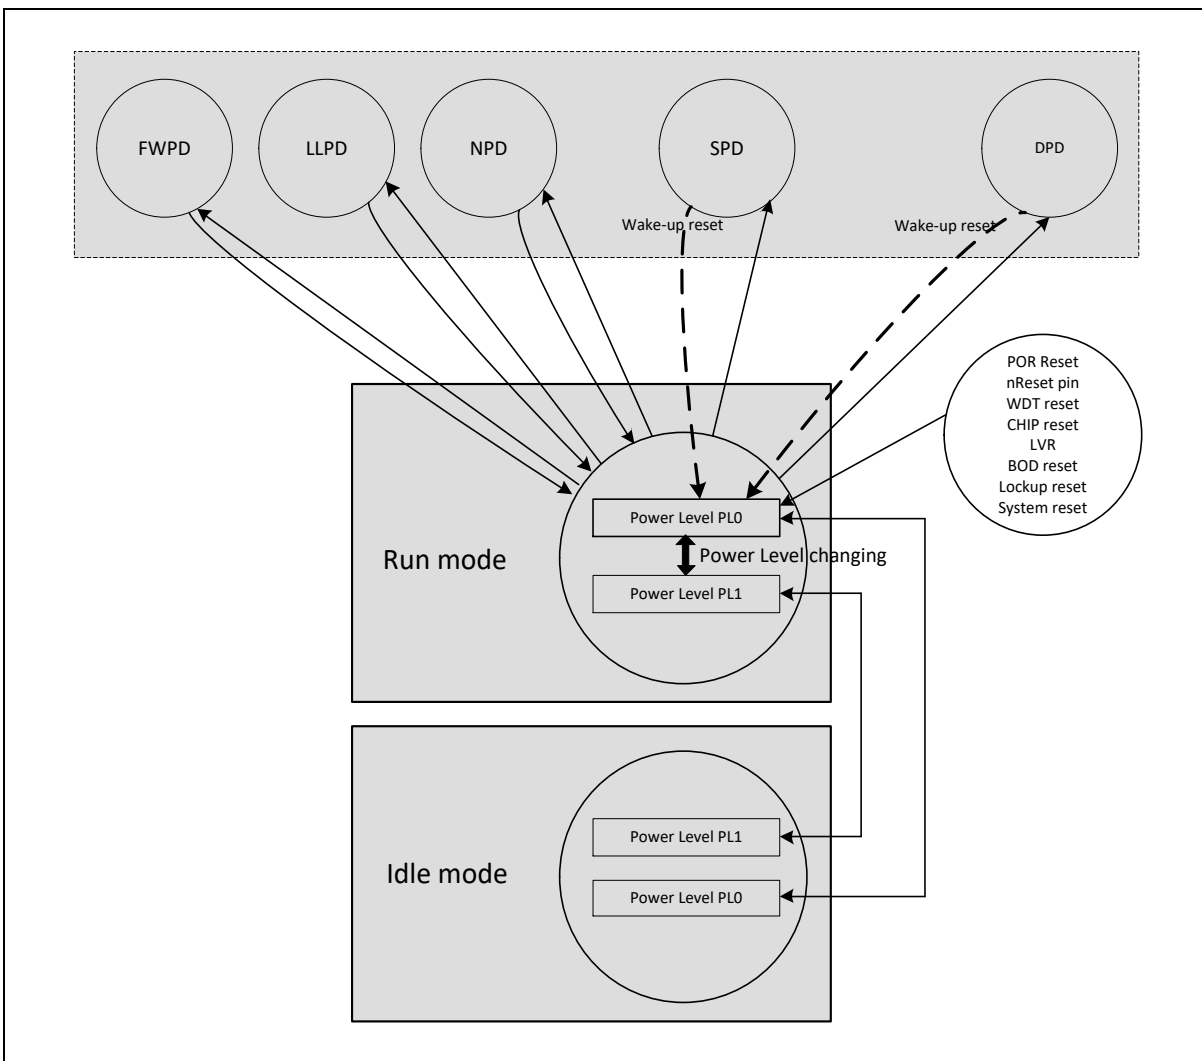 FWPD
LLPD
NPD
SPD
DPD
Wake-up reset
Wake-up reset
POR Reset
nReset pin
WDT reset
CHIP reset
LVR
BOD reset
Lockup reset
System reset
Run mode
Power Level PL0
Power Level changing
Power Level PL1
Idle mode
Power Level PL1
Power Level PL0